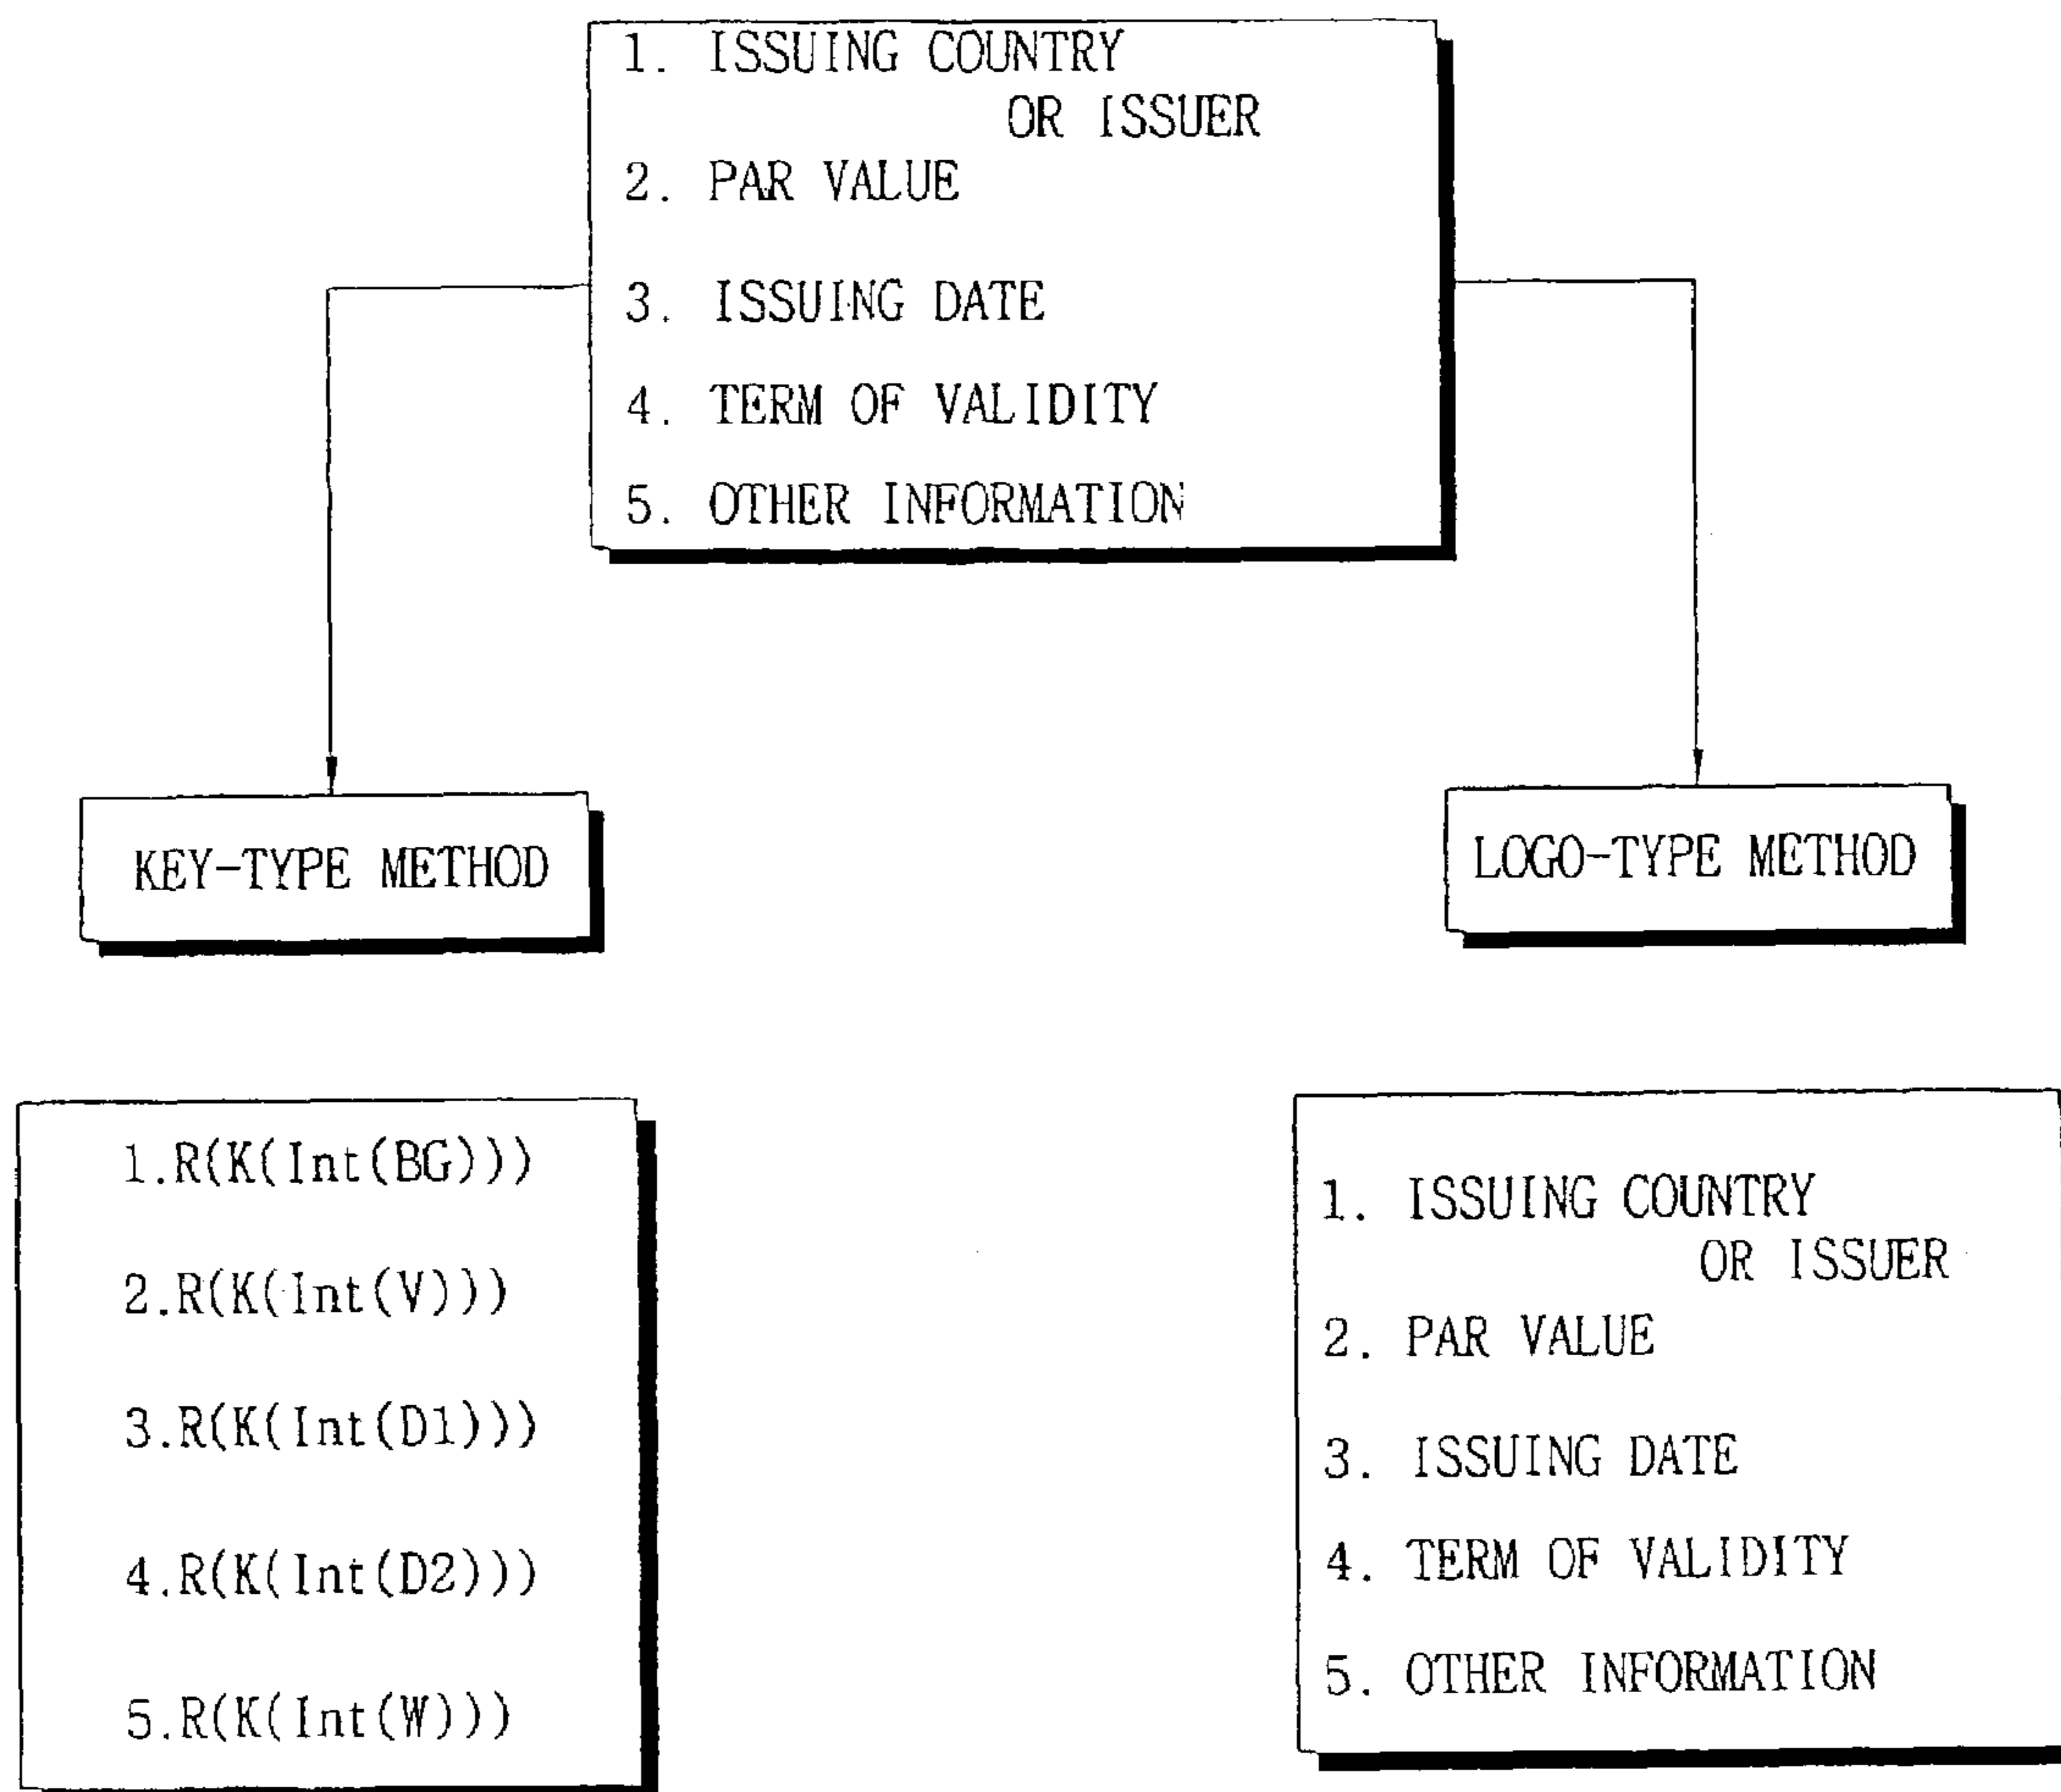 1. ISSUING COUNTRY
OR ISSUER
2. PAR VALUE
3. ISSUING DATE
4. TERM OF VALIDITY
5. OTHER INFORMATION
KEY-TYPE METHOD
LOGO-TYPE METHOD
1.R(K(Int(BG)))
2.R(K(Int(V)))
3.R(K(Int(D1)))
4.R(K(Int(D2)))
5.R(K(Int(W)))
1. ISSUING COUNTRY
OR ISSUER
2. PAR VALUE
3. ISSUING DATE
4. TERM OF VALIDITY
5. OTHER INFORMATION